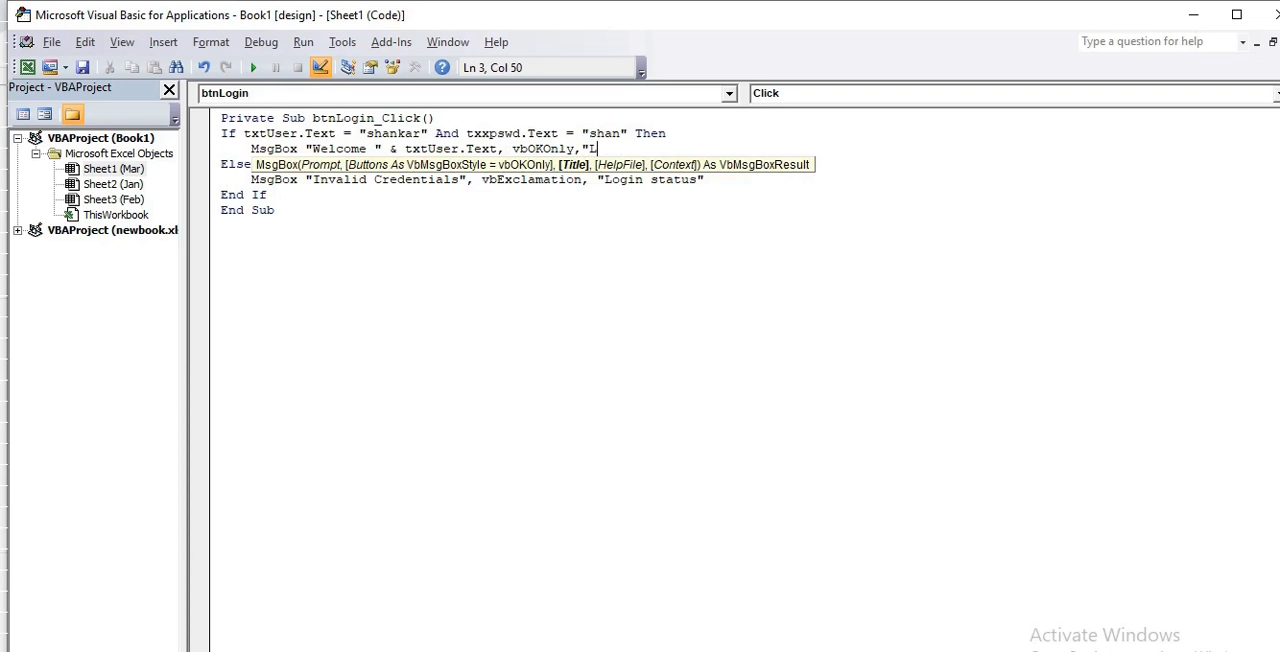 Microsoft Visual Basic for Applications - Book1 [design] - [Sheet1 (Code)]
File Edit View Insert Format Debug Run Tools Add-Ins Window Help Type a question for help
Ln 3, Col 50
Project - VBAProject
btnLogin Click
VBAProject (Book1)
Microsoft Excel Objects
Sheet1 (Mar)
Sheet2 (Jan)
Sheet3 (Feb)
ThisWorkbook
VBAProject (newbook.xl
Private Sub btnLogin_Click()
If txtUser.Text = "shankar" And txxpswd.Text = "shan" Then
MsgBox "Welcome " & txtUser.Text, vbOKOnly,"L
Else
MsgBox(Prompt, [Buttons As VbMsgBoxStyle = vbOKOnly], [Title], [HelpFile], [Context]) As VbMsgBoxResult
MsgBox "Invalid Credentials", vbExclamation, "Login status"
End If
End Sub
Activate Windows